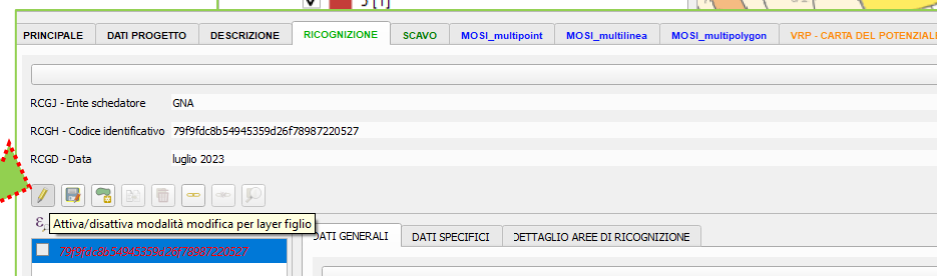 5 [1]
PRINCIPALE DATI PROGETTO DESCRIZIONE RICOGNIZIONE SCAVO MOSI_multipoint MOSI_multilinea MOSI_multipolygon VRP - CARTA DEL POTENZIALE
RCGJ - Ente schedatore GNA
RCGH - Codice identificativo 79f9fdc8b54945359d26f78987220527
RCGD - Data luglio 2023
Attiva/disattiva modalità modifica per layer figlio
DATI GENERALI DATI SPECIFICI DETTAGLIO AREE DI RICOGNIZIONE
79f9fdc8b54945359d26f78987220527